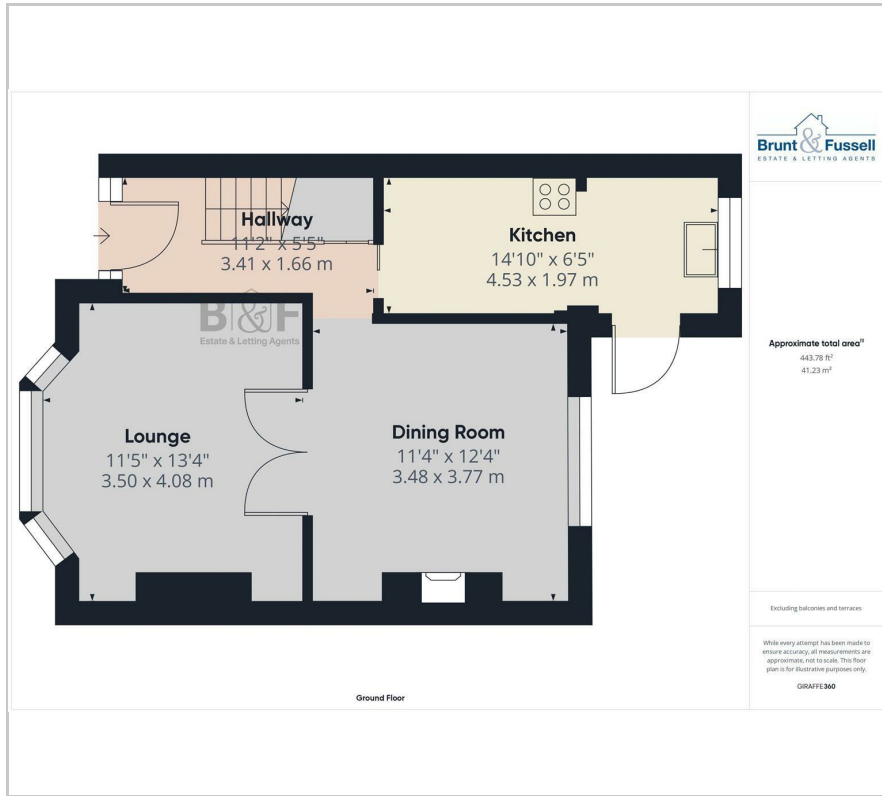 Brunt & Fussell
ESTATE & LETTING AGENTS
Hallway
11'2" x 5'5"
3.41 x 1.66 m
Kitchen
14'10" x 6'5"
4.53 x 1.97 m
B&F
Estate & Letting Agents
Lounge
11'5" x 13'4"
3.50 x 4.08 m
Dining Room
11'4" x 12'4"
3.48 x 3.77 m
Ground Floor
Approximate total area⁽¹⁾
443.78 ft²
41.23 m²
Excluding balconies and terraces
While every attempt has been made to
ensure accuracy, all measurements are
approximate, not to scale. This floor
plan is for illustrative purposes only.
GIRAFFE360